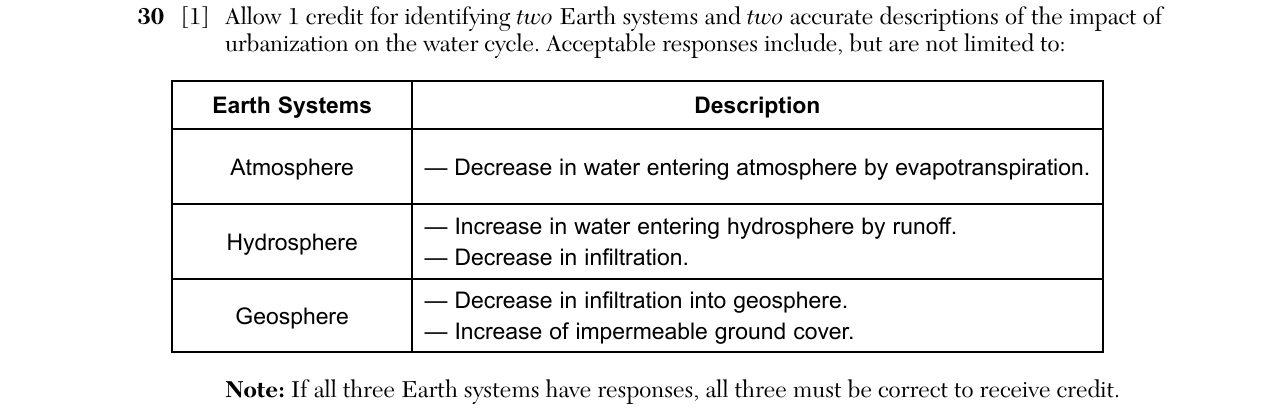 30 [1] Allow 1 credit for identifying two Earth systems and two accurate descriptions of the impact of
urbanization on the water cycle. Acceptable responses include, but are not limited to:
Earth Systems Description
Atmosphere — Decrease in water entering atmosphere by evapotranspiration.
Hydrosphere — Increase in water entering hydrosphere by runoff.
— Decrease in infiltration.
Geosphere — Decrease in infiltration into geosphere.
— Increase of impermeable ground cover.
Note: If all three Earth systems have responses, all three must be correct to receive credit.